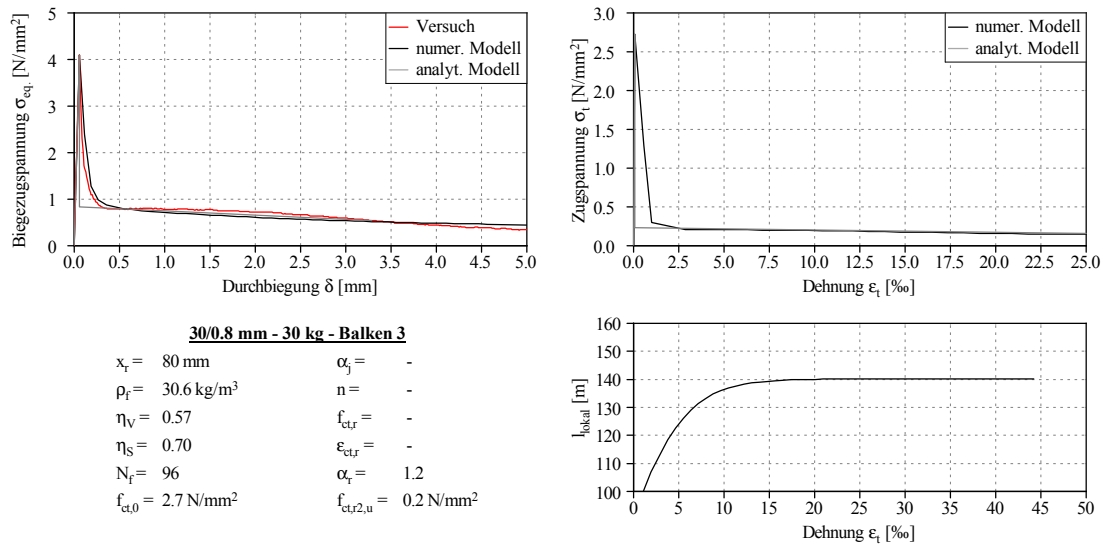 Biegezugspannung σeq. [N/mm²]
5
4
3
2
1
0
0.0 0.5 1.0 1.5 2.0 2.5 3.0 3.5 4.0 4.5 5.0
Durchbiegung δ [mm]
Versuch
numer. Modell
analyt. Modell
Zugspannung σt [N/mm²]
3.0
2.5
2.0
1.5
1.0
0.5
0.0
0.0 2.5 5.0 7.5 10.0 12.5 15.0 17.5 20.0 22.5 25.0
Dehnung εt [‰]
numer. Modell
analyt. Modell
30/0.8 mm - 30 kg - Balken 3
xr = 80 mm αj = -
ρf = 30.6 kg/m³ n = -
ηV = 0.57 fct,r = -
ηS = 0.70 εct,r = -
Nf = 96 αr = 1.2
fct,0 = 2.7 N/mm² fct,r2,u = 0.2 N/mm²
llokal [m]
160
150
140
130
120
110
100
0 5 10 15 20 25 30 35 40 45 50
Dehnung εt [‰]